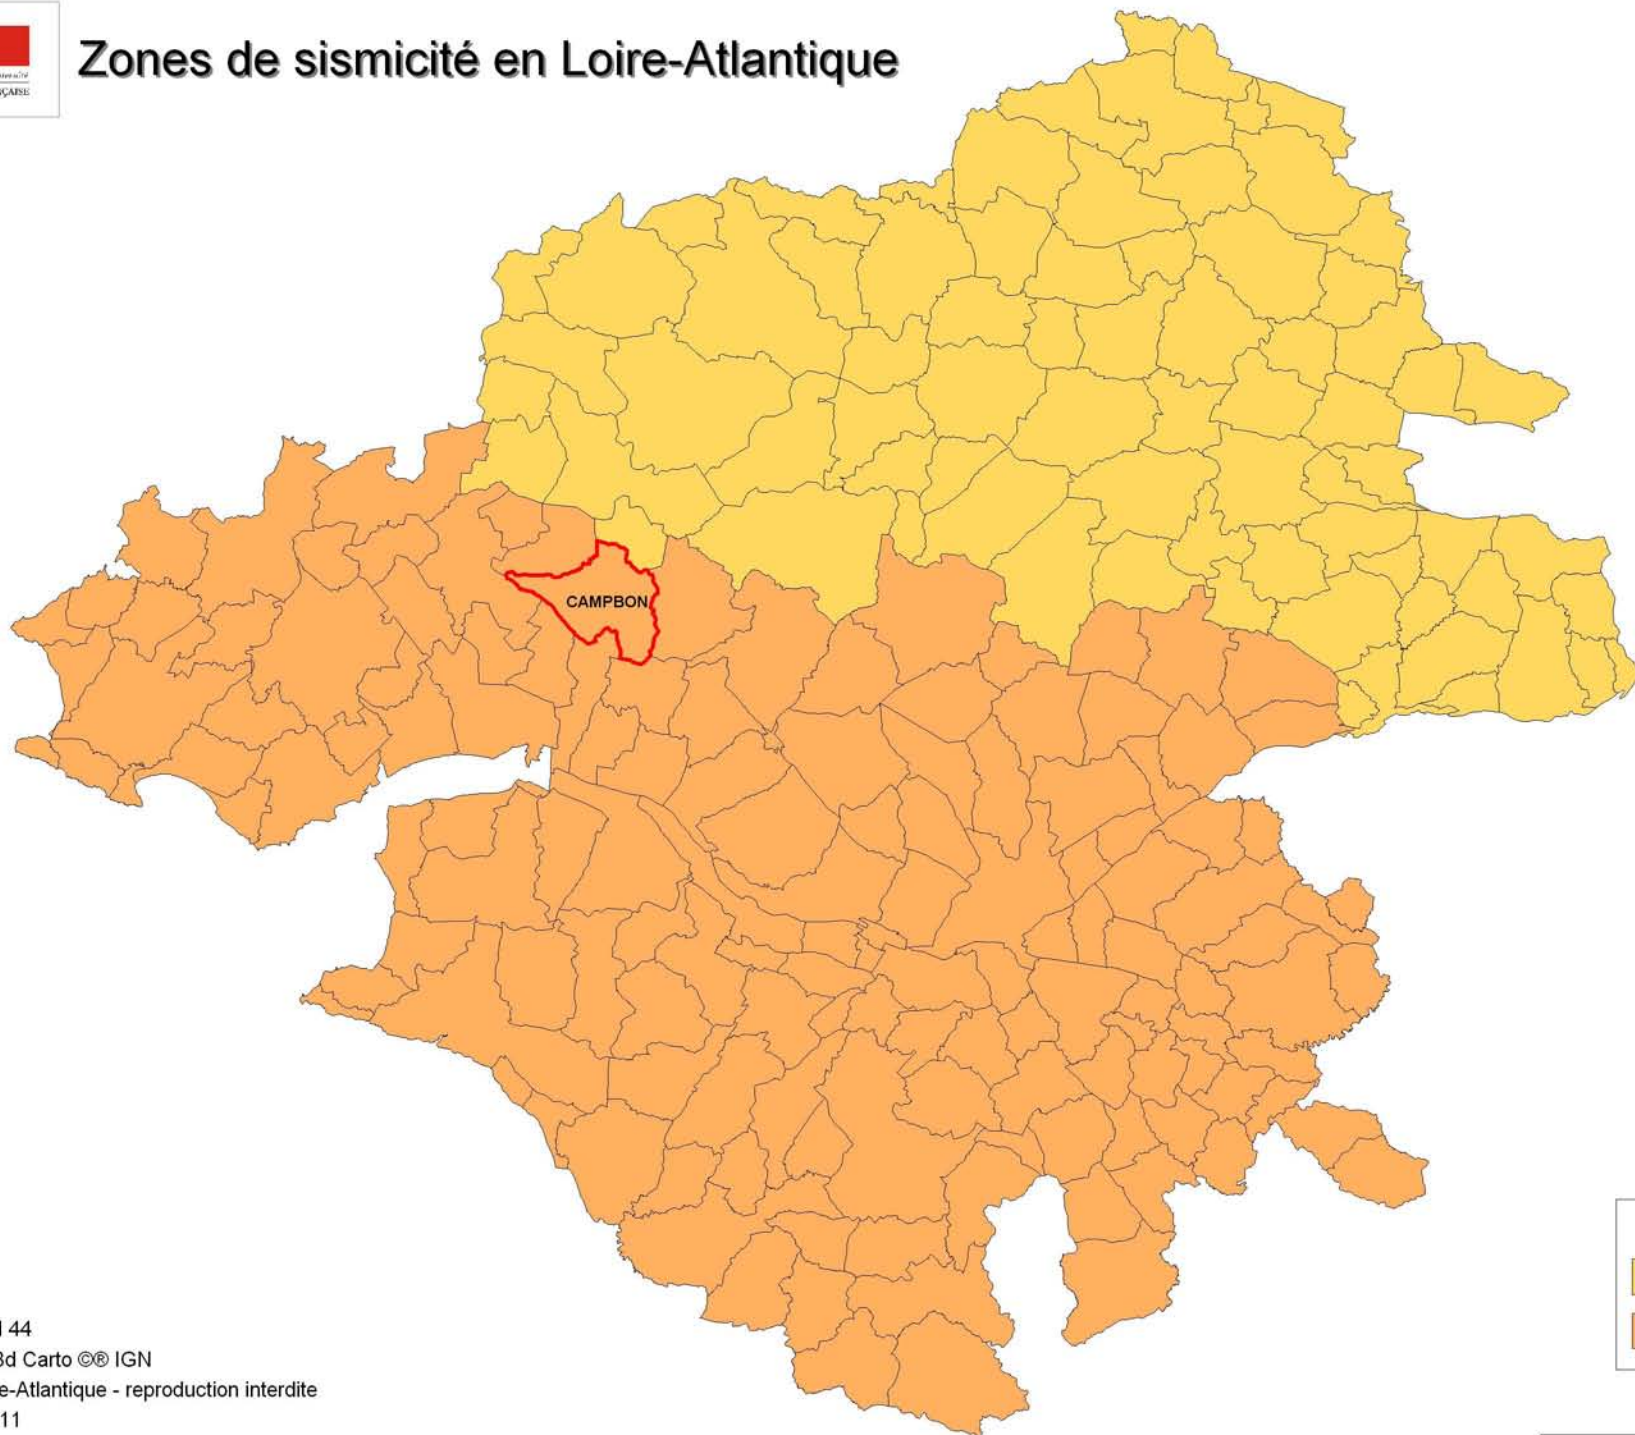 Zones de sismicité en Loire-Atlantique
CAMPBON
44
3d Carto ©® IGN
e-Atlantique - reproduction interdite
11